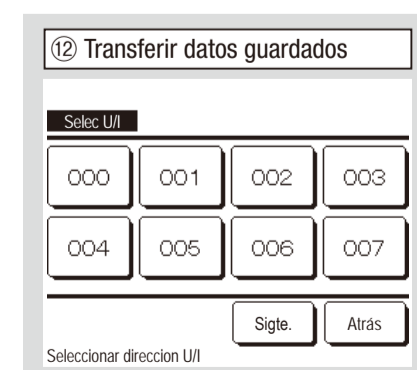 ⑫ Transferir datos guardados
Selec U/I
000 001 002 003
004 005 006 007
Sigte. Atrás
Seleccionar direccion U/I